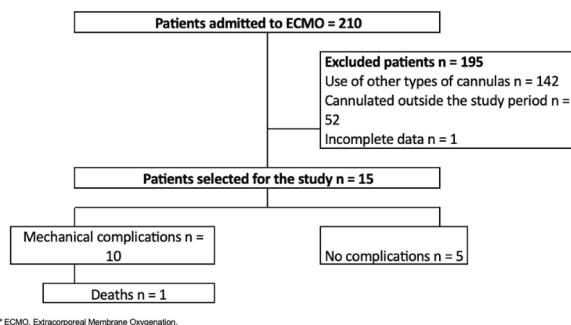 Patients admitted to ECMO = 210
Excluded patients n = 195
Use of other types of cannulas n = 142
Cannulated outside the study period n =
52
Incomplete data n = 1
Patients selected for the study n = 15
Mechanical complications n =
10
No complications n = 5
Deaths n = 1
* ECMO, Extracorporeal Membrane Oxygenation.